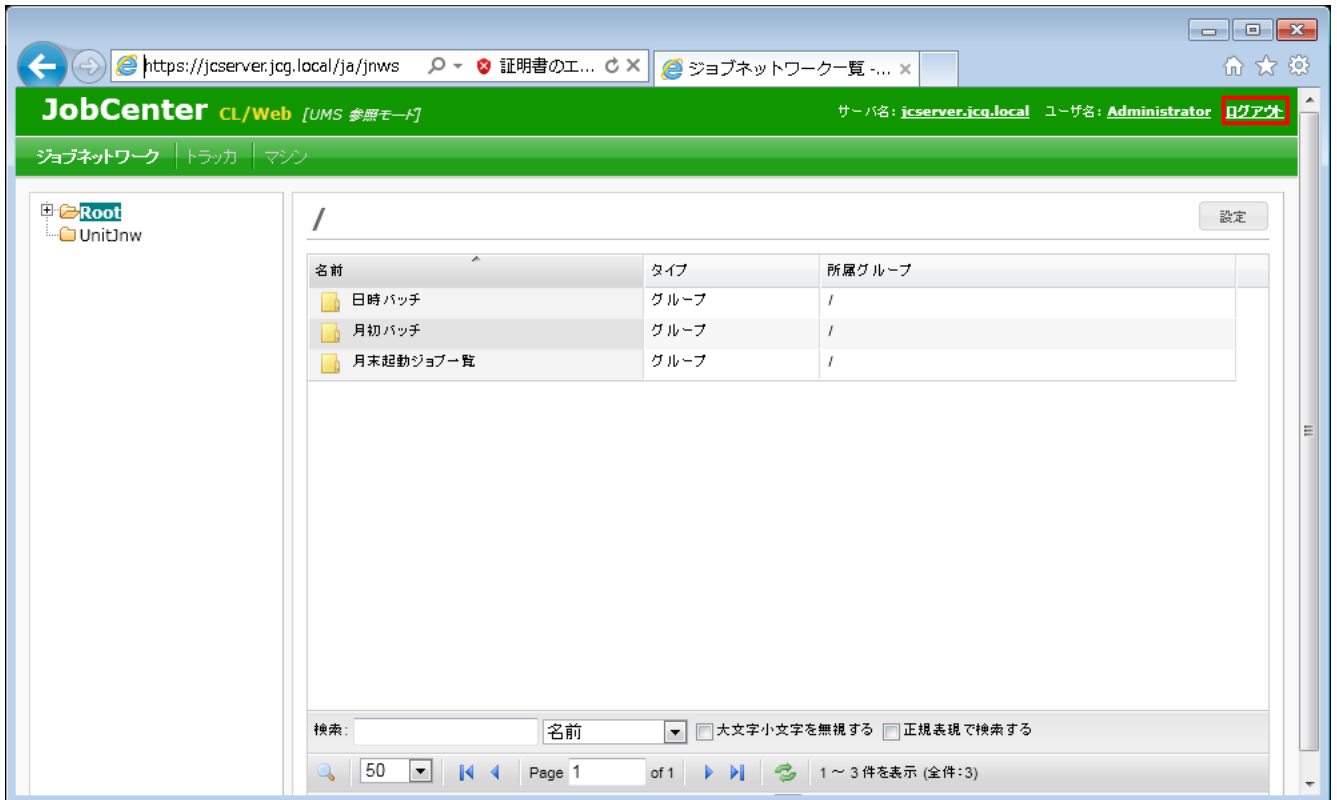 https://jcserver.jcg.local/ja/jnws 証明書のエ... ジョブネットワーク一覧 -...
JobCenter CL/Web [UMS 参照モード] サーバ名: jcserver.jcg.local ユーザ名: Administrator ログアウト
ジョブネットワーク トラッカ マシン
Root
UnitJnw
/ 設定
名前 タイプ 所属グループ
日時バッチ グループ /
月初バッチ グループ /
月末起動ジョブ一覧 グループ /
検索: 名前 大文字小文字を無視する 正規表現で検索する
50 Page 1 of 1 1 ～ 3 件を表示 (全件:3)